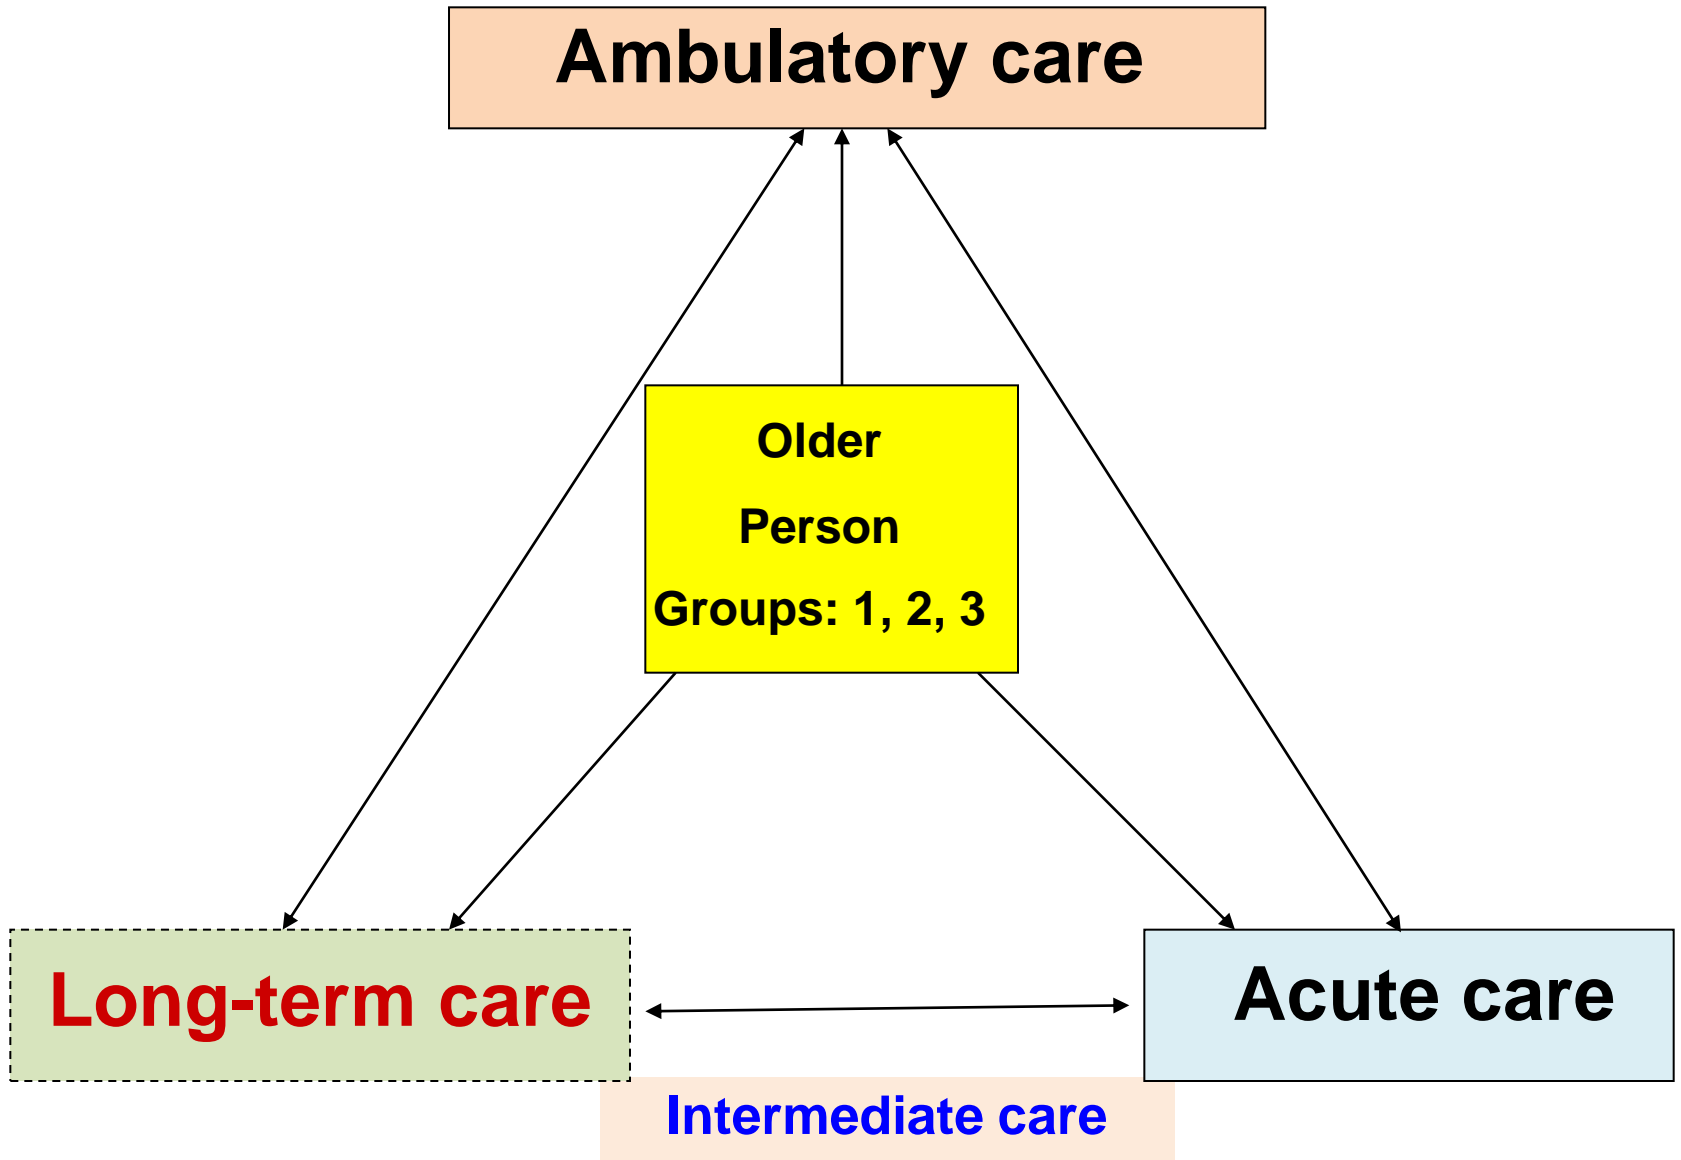 Ambulatory care
Older
Person
Groups: 1, 2, 3
Long-term care
Acute care
Intermediate care